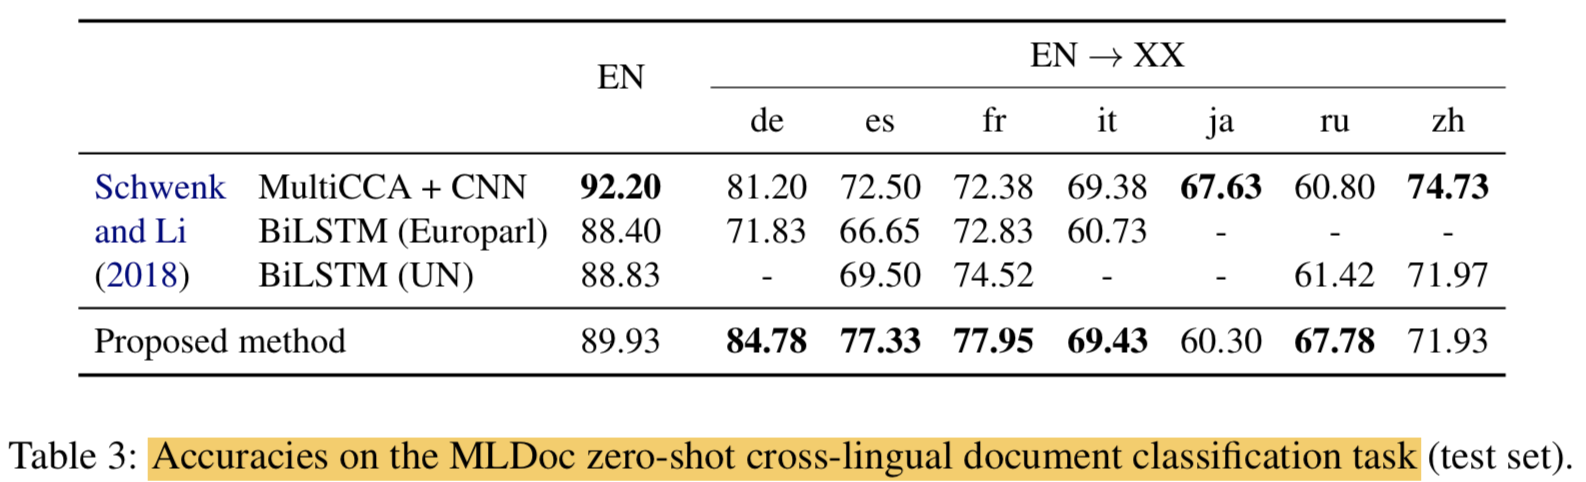 EN EN → XX
de es fr it ja ru zh
Schwenk MultiCCA + CNN 92.20 81.20 72.50 72.38 69.38 67.63 60.80 74.73
and Li BiLSTM (Europarl) 88.40 71.83 66.65 72.83 60.73 - - -
(2018) BiLSTM (UN) 88.83 - 69.50 74.52 - - 61.42 71.97
Proposed method 89.93 84.78 77.33 77.95 69.43 60.30 67.78 71.93
Table 3: Accuracies on the MLDoc zero-shot cross-lingual document classification task (test set).